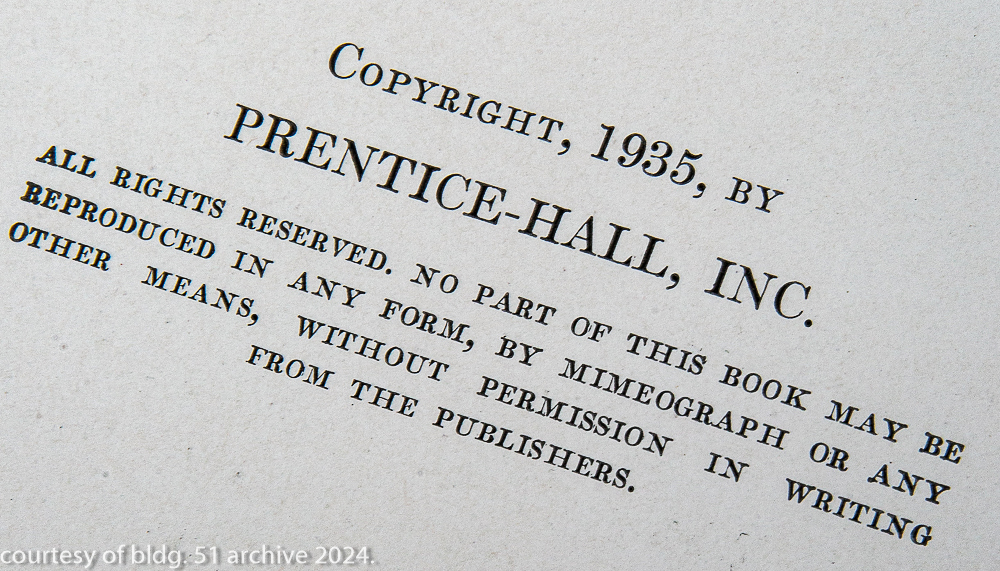 COPYRIGHT, 1935, BY
PRENTICE-HALL, INC.
ALL RIGHTS RESERVED. NO PART OF THIS BOOK MAY BE
REPRODUCED IN ANY FORM, BY MIMEOGRAPH OR ANY
OTHER MEANS, WITHOUT PERMISSION IN WRITING
FROM THE PUBLISHERS.
courtesy of bldg. 51 archive 2024.